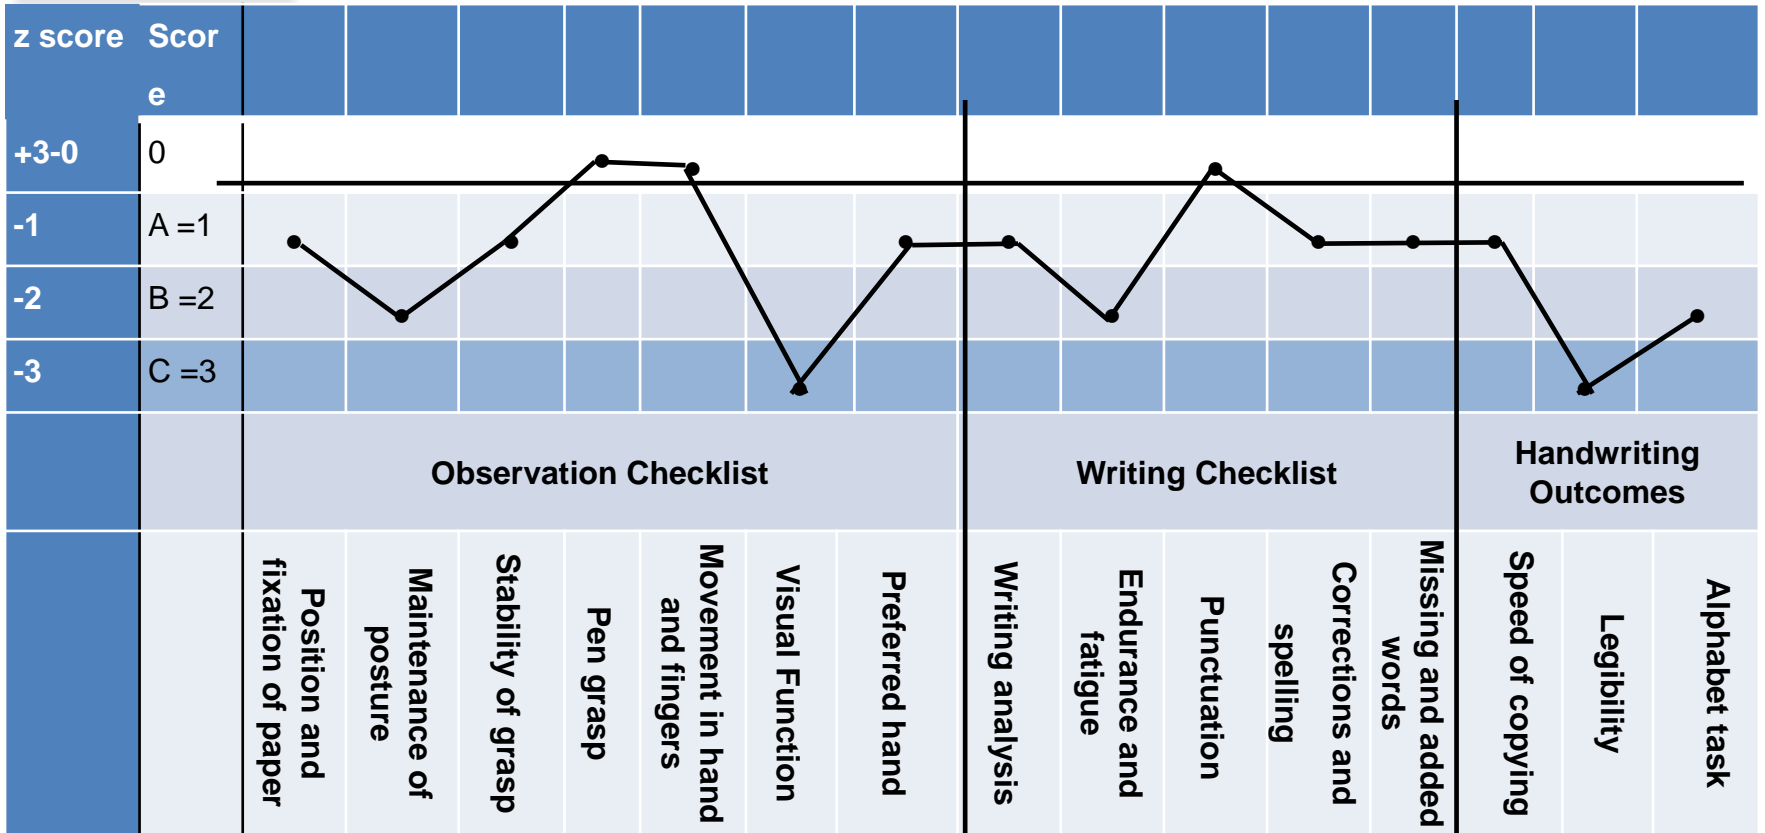 z score
Scor
e
+3-0
0
-1
A =1
-2
B =2
-3
C =3
Observation Checklist
Writing Checklist
Handwriting
Outcomes
Position and
fixation of paper
Maintenance of
posture
Stability of grasp
Pen grasp
Movement in hand
and fingers
Visual Function
Preferred hand
Writing analysis
Endurance and
fatigue
Punctuation
Corrections and
spelling
Missing and added
words
Speed of copying
Legibility
Alphabet task